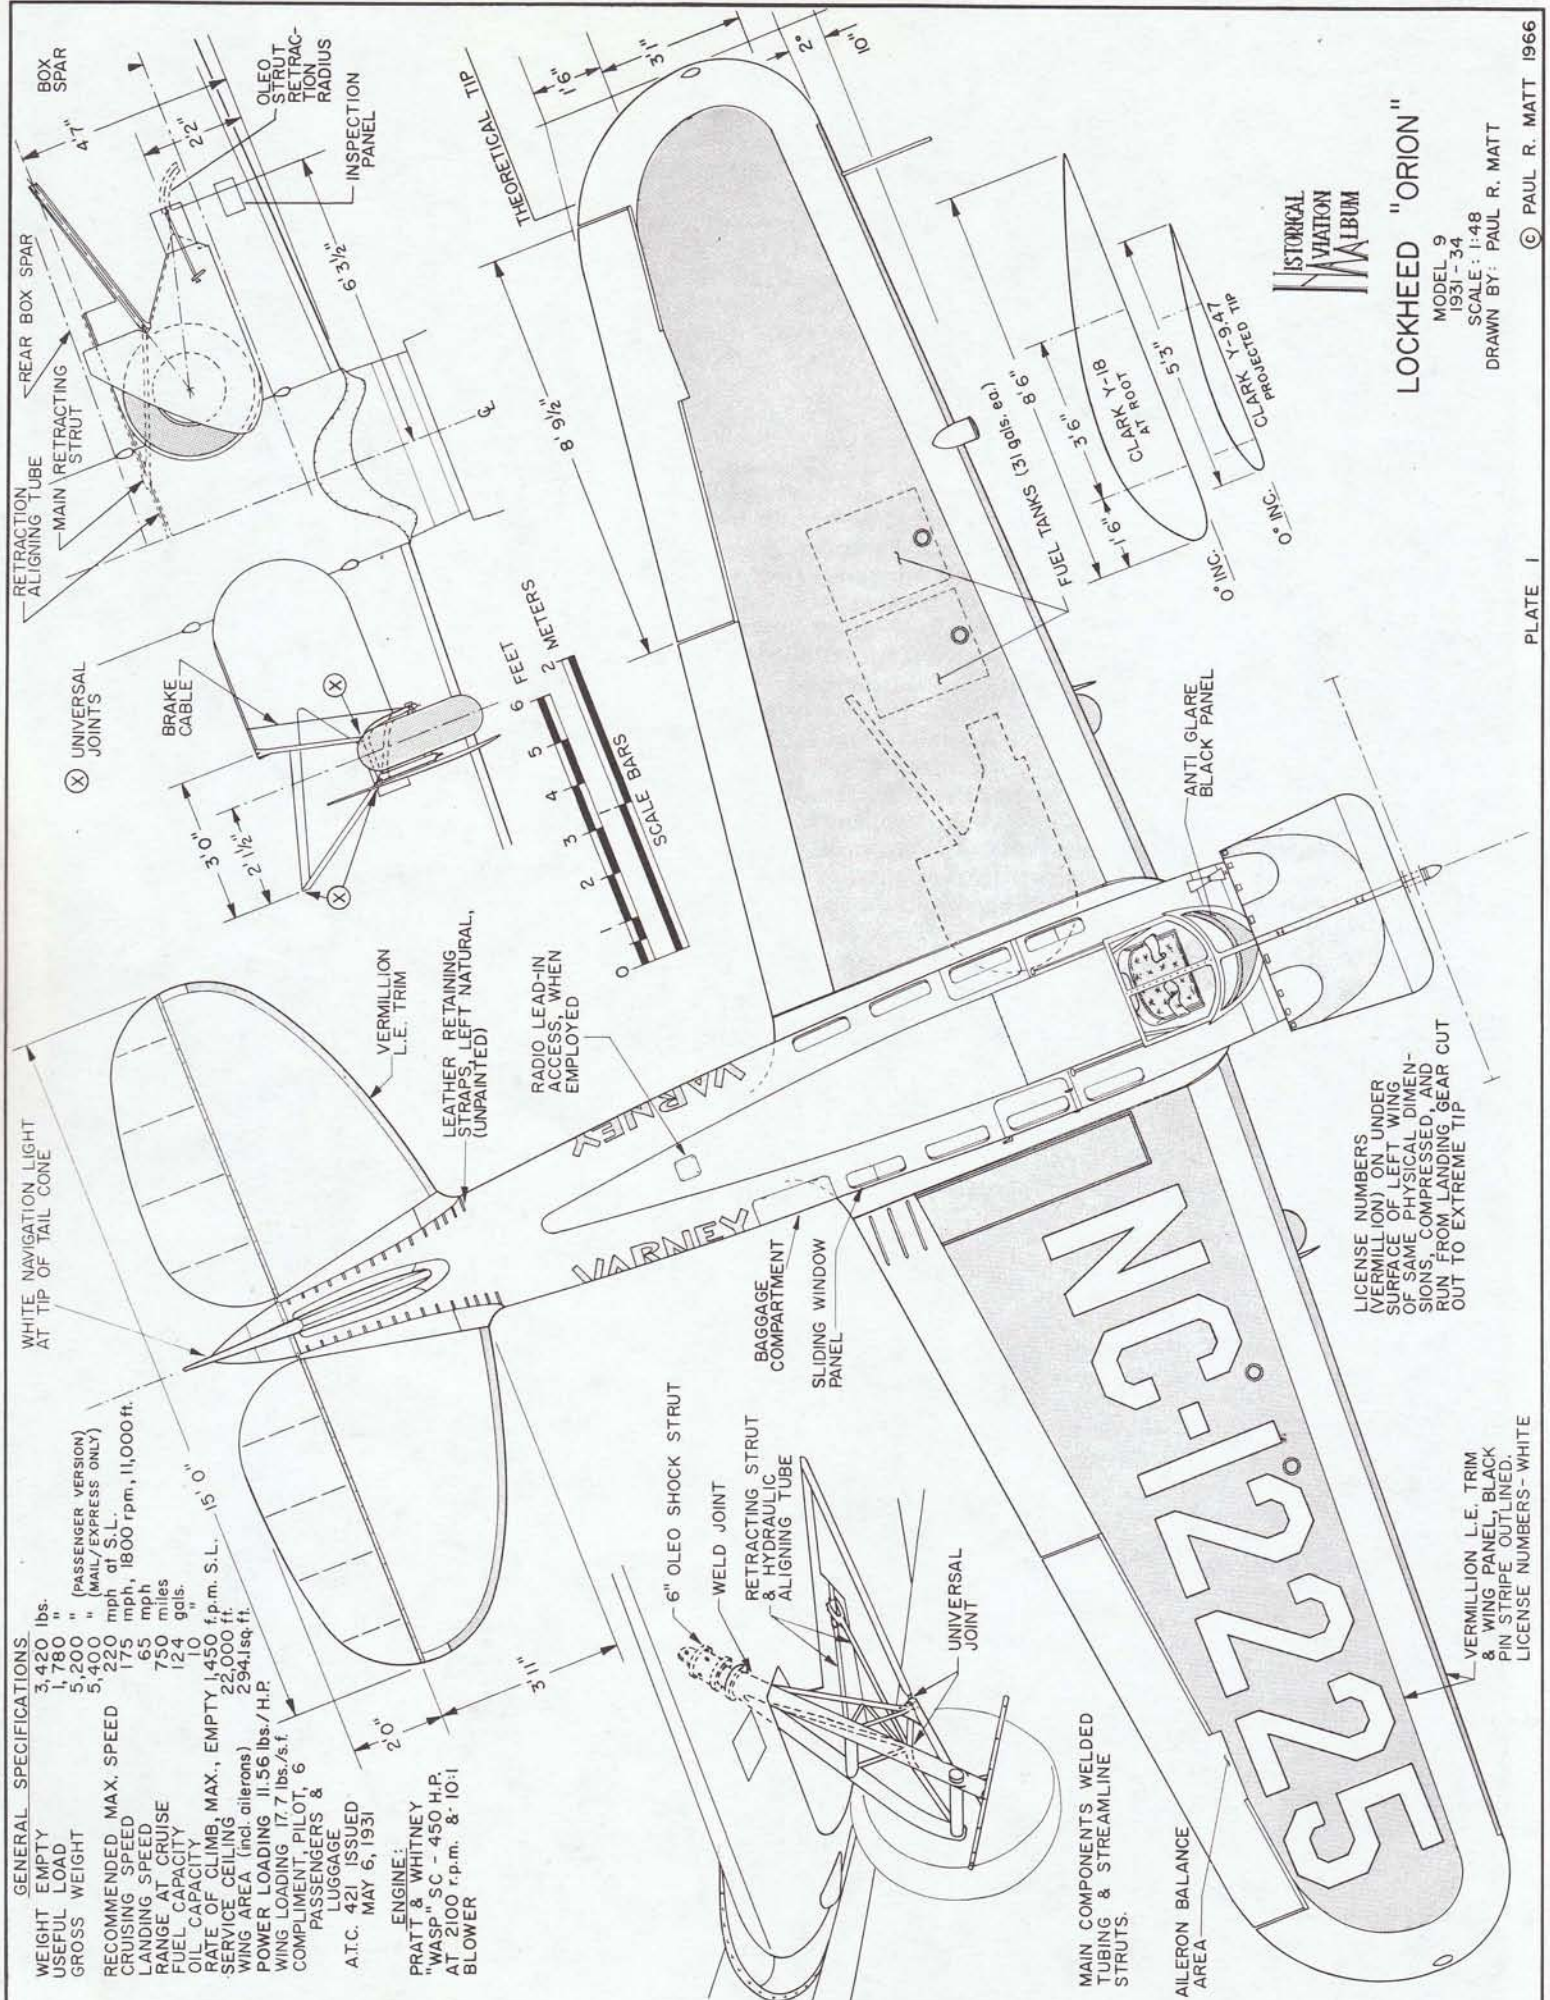 GENERAL SPECIFICATIONS
WEIGHT EMPTY 3,420 lbs.
USEFUL LOAD 1,780 "
GROSS WEIGHT 5,200 " (PASSENGER VERSION)
5,400 " (MAIL/EXPRESS ONLY)
RECOMMENDED MAX. SPEED 220 mph at S.L.
CRUISING SPEED 175 mph, 1800 rpm, 11,000 ft.
LANDING SPEED 65 mph
RANGE AT CRUISE 750 miles
FUEL CAPACITY 124 gals.
OIL CAPACITY 10 "
RATE OF CLIMB, MAX., EMPTY 1,450 f.p.m. S.L.
SERVICE CEILING 22,000 ft.
WING AREA (incl. ailerons) 294.1sq.ft.
POWER LOADING 11.56 lbs./H.P.
WING LOADING 17.7 lbs./s.f.
COMPLIMENT, PILOT, 6
PASSENGERS &
LUGGAGE
A.T.C. 421 ISSUED
MAY 6, 1931
ENGINE:
PRATT & WHITNEY
"WASP" SC - 450 H.P.
AT 2100 r.p.m. & 10:1
BLOWER
WHITE NAVIGATION LIGHT
AT TIP OF TAIL CONE
15' 0"
2'0"
3'11"
VERMILLION
L.E. TRIM
LEATHER RETAINING
STRAPS, LEFT NATURAL,
(UNPAINTED)
RADIO LEAD-IN
ACCESS, WHEN
EMPLOYED
VARNEY
VARNEY
BAGGAGE
COMPARTMENT
SLIDING WINDOW
PANEL
(X) UNIVERSAL
JOINTS
BRAKE
CABLE
X
X
3'0"
2' 1½"
RETRACTION
ALIGNING TUBE
MAIN RETRACTING
STRUT
REAR BOX SPAR
BOX
SPAR
4'7"
2'2"
OLEO
STRUT
RETRAC-
TION
RADIUS
INSPECTION
PANEL
6' 3½"
℄
0 1 2 3 4 5 6 FEET
2 METERS
SCALE BARS
THEORETICAL TIP
1'6"
3'1"
2°
10"
8' 9½"
FUEL TANKS (31 gals. ea.)
8'6"
3'6"
1'6"
CLARK Y-18
AT ROOT
0° INC.
5'3"
CLARK Y-9.47
PROJECTED TIP
0° INC.
ANTI GLARE
BLACK PANEL
6" OLEO SHOCK STRUT
WELD JOINT
RETRACTING STRUT
& HYDRAULIC
ALIGNING TUBE
UNIVERSAL
JOINT
MAIN COMPONENTS WELDED
TUBING & STREAMLINE
STRUTS.
AILERON BALANCE
AREA
NC-12225
LICENSE NUMBERS
(VERMILLION) ON UNDER
SURFACE OF LEFT WING
OF SAME PHYSICAL DIMEN-
SIONS, COMPRESSED, AND
RUN FROM LANDING GEAR CUT
OUT TO EXTREME TIP
VERMILLION L.E. TRIM
& WING PANEL, BLACK
PIN STRIPE OUTLINED.
LICENSE NUMBERS - WHITE
HISTORICAL
AVIATION
ALBUM
LOCKHEED "ORION"
MODEL 9
1931-34
SCALE : 1:48
DRAWN BY: PAUL R. MATT
PLATE 1
© PAUL R. MATT 1966